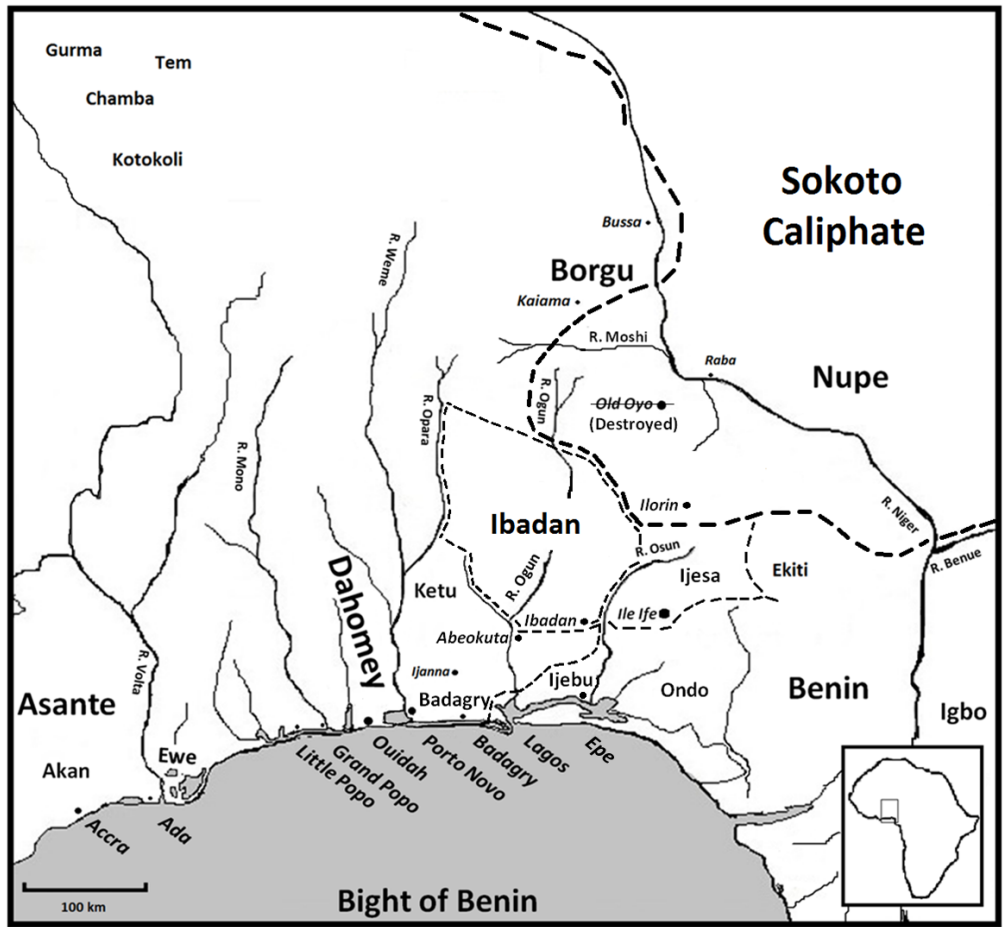 Gurma
Tem
Chamba
Kotokoli
Sokoto
Caliphate
Bussa
R. Weme
Borgu
Kaiama
R. Moshi
Raba
Nupe
R. Opara
R. Ogun
Old Oyo
(Destroyed)
R. Mono
Ilorin
R. Niger
Ibadan
R. Osun
R. Benue
Dahomey
Ketu
R. Ogun
Ijesa
Ekiti
Ibadan
Ile Ife
Abeokuta
R. Volta
Ijanna
Ijebu
Ondo
Benin
Asante
Badagry
Igbo
Ewe
Akan
Little Popo
Grand Popo
Ouidah
Porto Novo
Badagry
Lagos
Epe
Accra
Ada
100 km
Bight of Benin